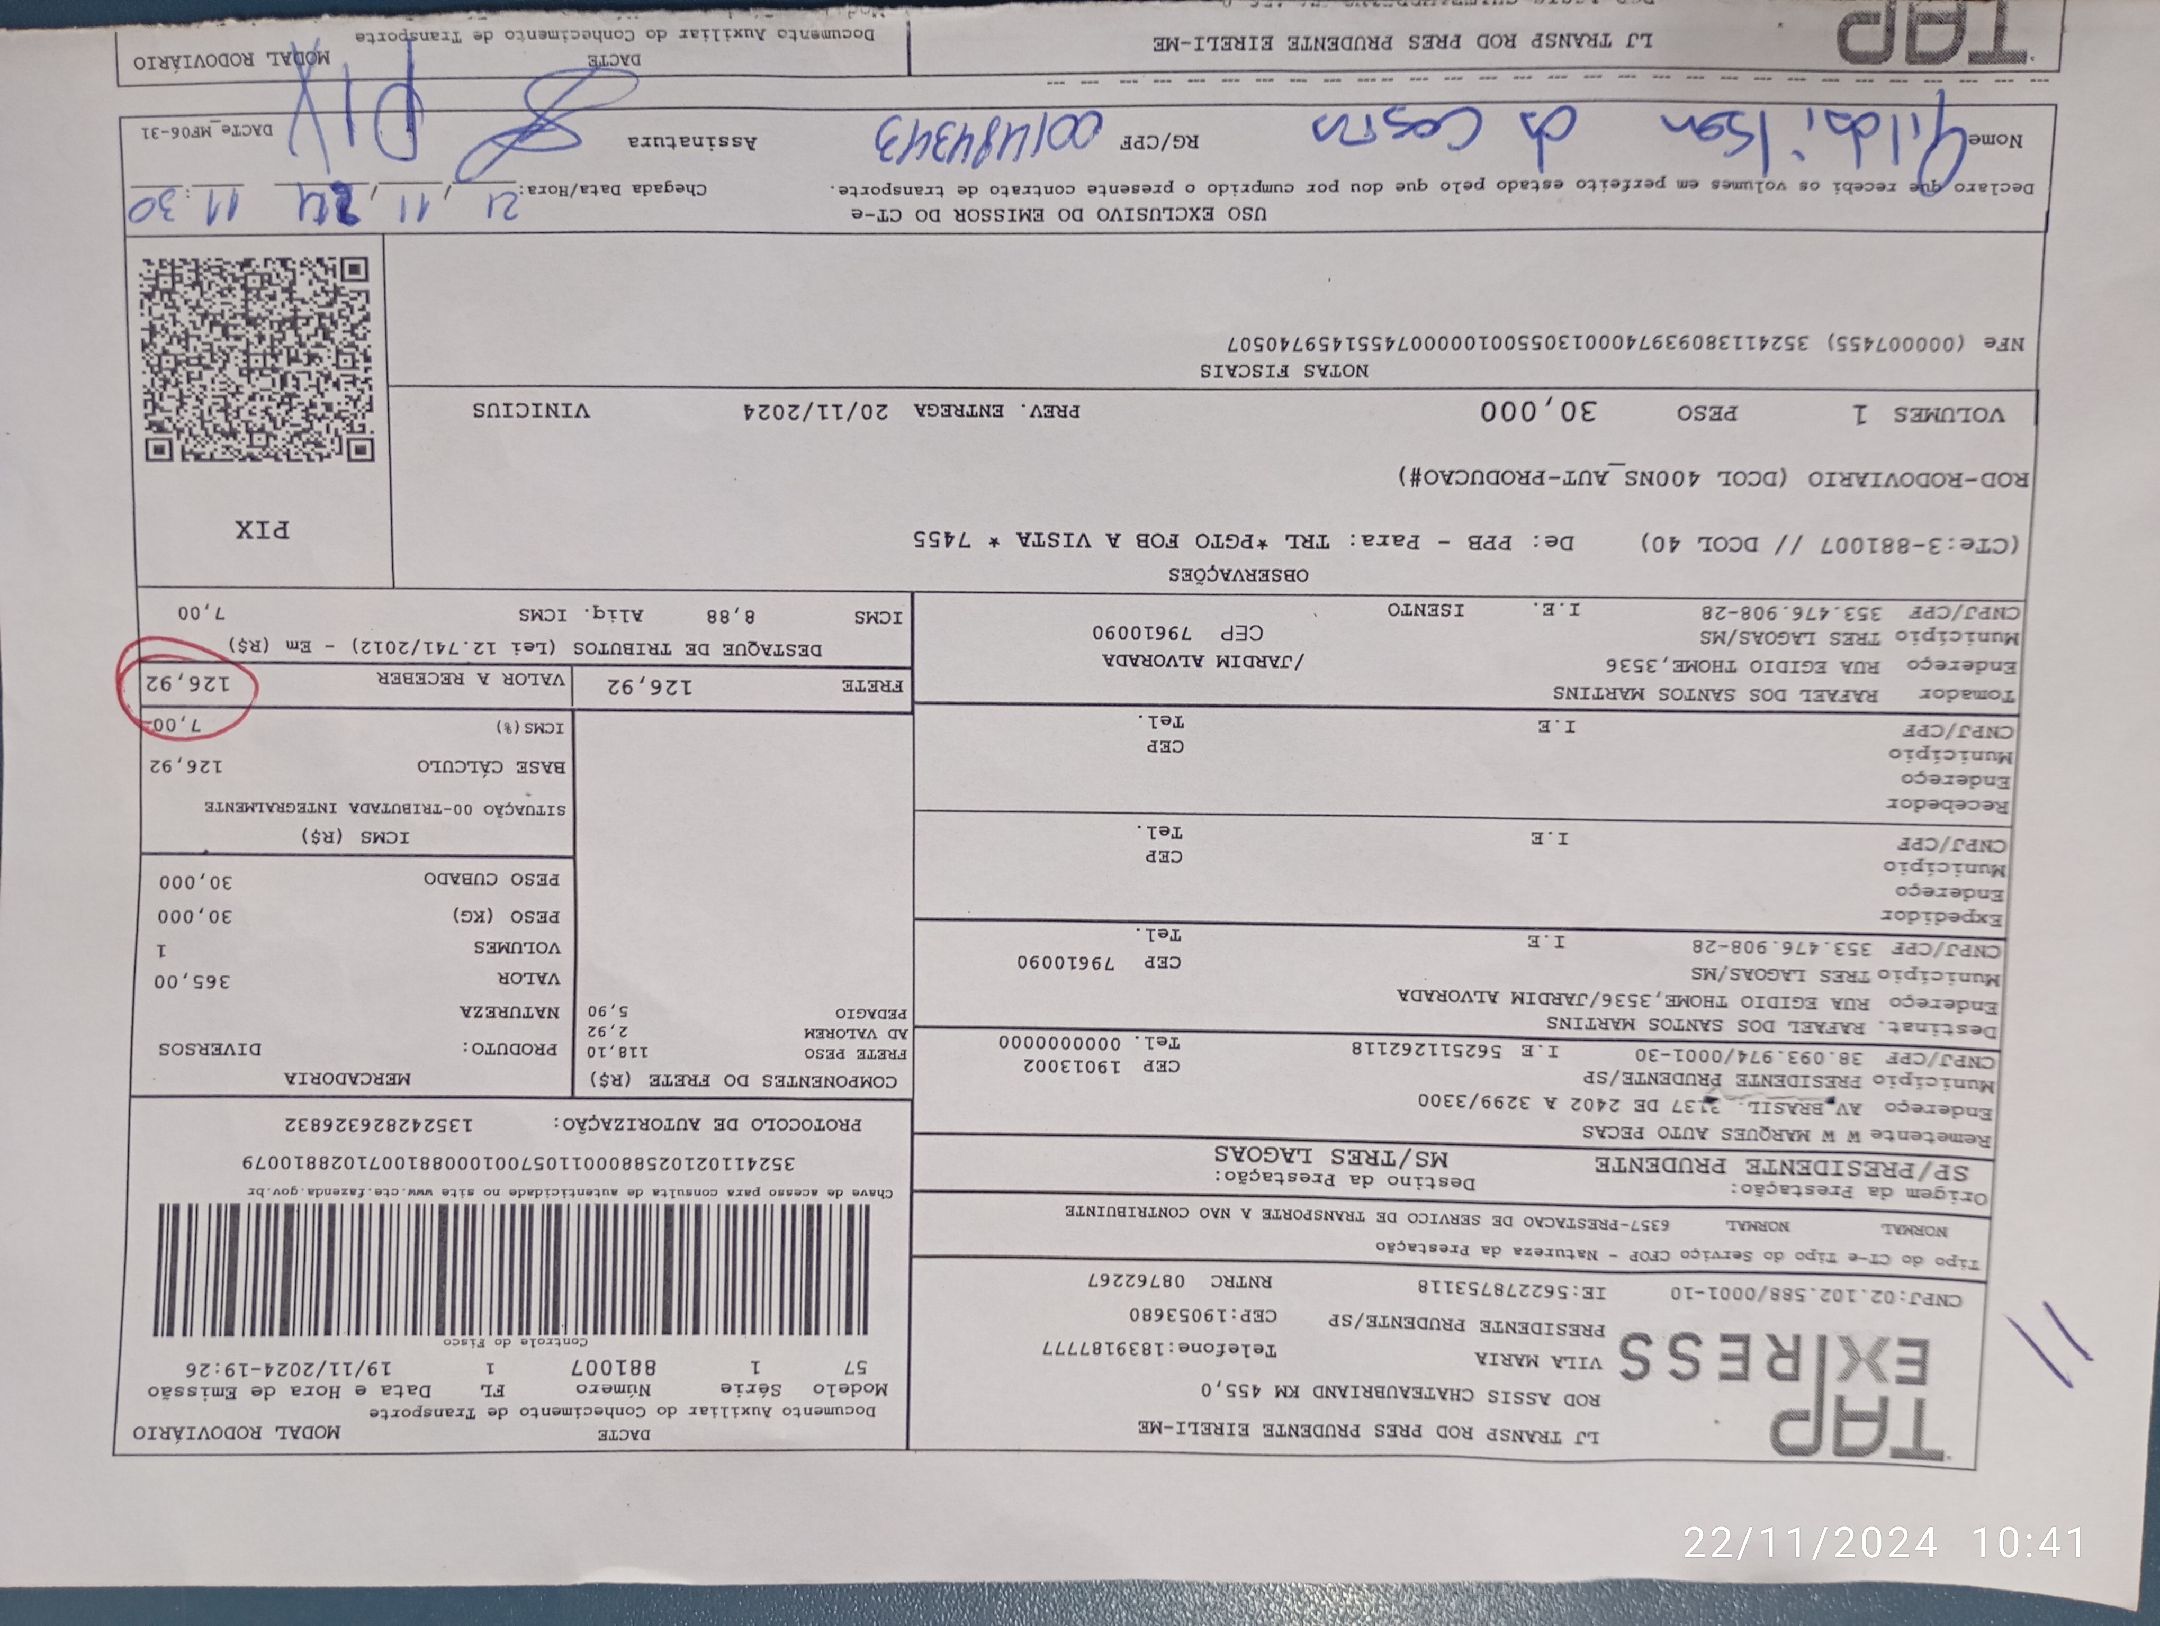 TAP
EXPRESS
LJ TRANSP ROD PRES PRUDENTE EIRELI-ME
ROD ASSIS CHATEAUBRIAND KM 455,0
VILA MARIA Telefone:1839187777
PRESIDENTE PRUDENTE/SP CEP:19053680
CNPJ:02.102.588/0001-10 IE:562278753118 RNTRC 08762267
DACTE MODAL RODOVIÁRIO
Documento Auxiliar do Conhecimento de Transporte
Modelo Série Número FL Data e Hora de Emissão
57 1 881007 1 19/11/2024-19:26
Controle do Fisco
Chave de acesso para consulta de autenticidade no site www.cte.fazenda.gov.br
35241102102588000110570010008810071028810079
PROTOCOLO DE AUTORIZAÇÃO: 135242826326832
Tipo do CT-e Tipo do Serviço CFOP - Natureza da Prestação
NORMAL NORMAL 6357-PRESTACAO DE SERVICO DE TRANSPORTE A NAO CONTRIBUINTE
Origem da Prestação: Destino da Prestação:
SP/PRESIDENTE PRUDENTE MS/TRES LAGOAS
Remetente W W MARQUES AUTO PECAS
Endereço AV BRASIL, 3137 DE 2402 A 3299/3300
Município PRESIDENTE PRUDENTE/SP CEP 19013002
CNPJ/CPF 38.093.974/0001-30 I.E 562511262118 Tel. 0000000000
Destinat. RAFAEL DOS SANTOS MARTINS
Endereço RUA EGIDIO THOME,3536/JARDIM ALVORADA
Município TRES LAGOAS/MS CEP 79610090
CNPJ/CPF 353.476.908-28 I.E Tel.
Expedidor
Endereço
Município CEP
CNPJ/CPF I.E Tel.
Recebedor
Endereço
Município CEP
CNPJ/CPF I.E Tel.
Tomador RAFAEL DOS SANTOS MARTINS
Endereço RUA EGIDIO THOME,3536 /JARDIM ALVORADA
Município TRES LAGOAS/MS CEP 79610090
CNPJ/CPF 353.476.908-28 I.E. ISENTO
COMPONENTES DO FRETE (R$)
FRETE PESO 118,10
AD VALOREM 2,92
PEDAGIO 5,90
MERCADORIA
PRODUTO: DIVERSOS
NATUREZA
VALOR 365,00
VOLUMES 1
PESO (KG) 30,000
PESO CUBADO 30,000
ICMS (R$)
SITUAÇÃO 00-TRIBUTADA INTEGRALMENTE
BASE CÁLCULO 126,92
ICMS(%) 7,00
FRETE 126,92 VALOR A RECEBER 126,92
DESTAQUE DE TRIBUTOS (Lei 12.741/2012) - Em (R$)
ICMS 8,88 Aliq. ICMS 7,00
OBSERVAÇÕES
(CTe:3-881007 // DCOL 40) De: PPB - Para: TRL *PGTO FOB A VISTA * 7455
ROD-RODOVIARIO (DCOL 400NS_AUT-PRODUCAO#)
PIX
VOLUMES 1 PESO 30,000 PREV. ENTREGA 20/11/2024 VINICIUS
NOTAS FISCAIS
NFe (000007455) 35241138093974000130550010000074551459740507
USO EXCLUSIVO DO EMISSOR DO CT-e
Declaro que recebi os volumes em perfeito estado pelo que dou por cumprido o presente contrato de transporte. Chegada Data/Hora: 21, 11, 24 11:30
Nome Gildilson da Costa RG/CPF 001484343 Assinatura PIX DACTe_MF06-31
TAP
LJ TRANSP ROD PRES PRUDENTE EIRELI-ME
DACTE MODAL RODOVIÁRIO
Documento Auxiliar do Conhecimento de Transporte
22/11/2024 10:41